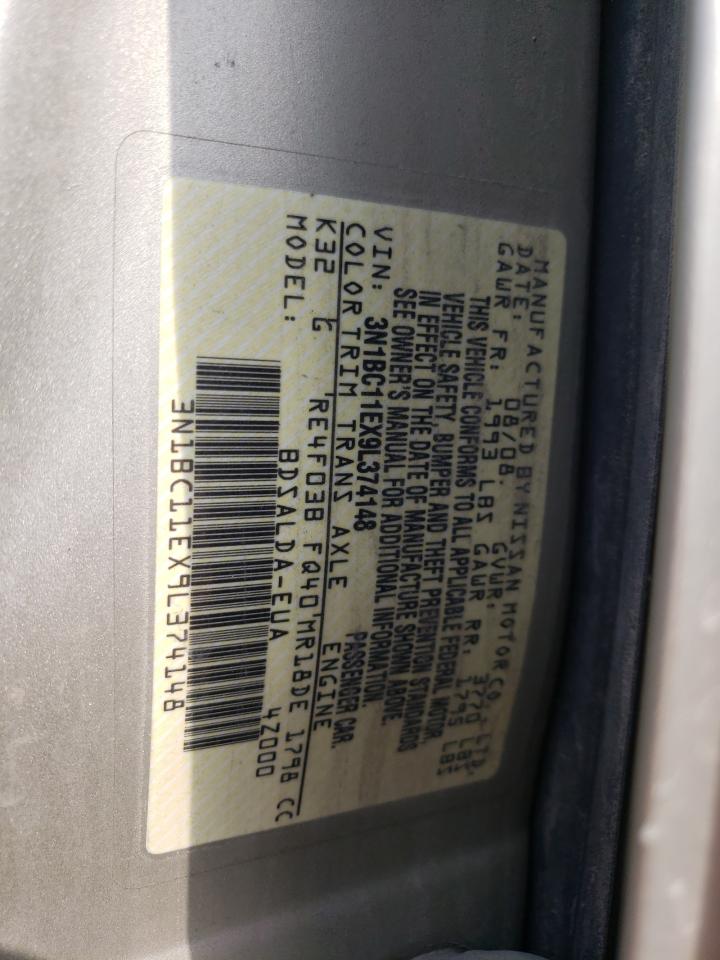 MANUFACTURED BY NISSAN MOTOR CO., LTD.
DATE: 08/08. GVWR: 3770 LBS
GAWR FR: 1993 LBS GAWR RR: 1795 LBS
THIS VEHICLE CONFORMS TO ALL APPLICABLE FEDERAL MOTOR
VEHICLE SAFETY, BUMPER AND THEFT PREVENTION STANDARDS
IN EFFECT ON THE DATE OF MANUFACTURE SHOWN ABOVE.
SEE OWNER'S MANUAL FOR ADDITIONAL INFORMATION.
VIN: 3N1BC11EX9L374148 PASSENGER CAR.
COLOR TRIM TRANS AXLE ENGINE
K32 G 'RE4F03B FQ40'MR18DE 1798 CC
MODEL: BDSALDA-EUA 4Z000
3N1BC11EX9L374148